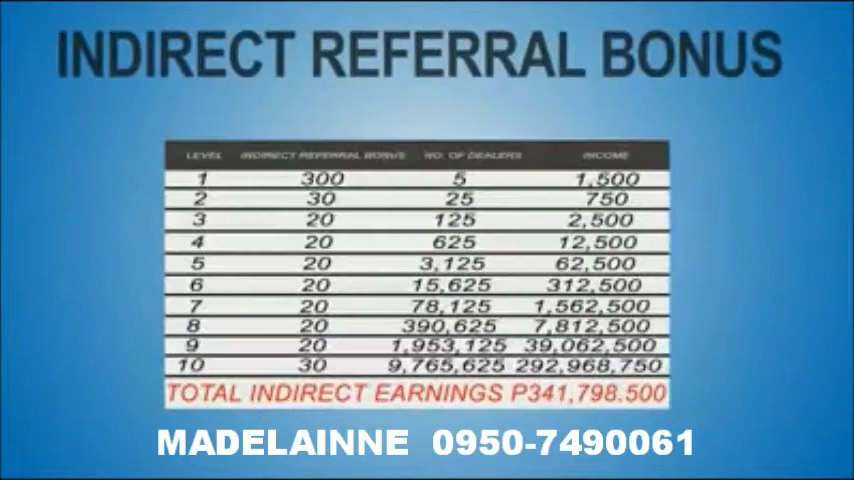 INDIRECT REFERRAL BONUS
LEVEL INDIRECT REFERRAL BONUS NO. OF DEALERS INCOME
1 300 5 1,500
2 30 25 750
3 20 125 2,500
4 20 625 12,500
5 20 3,125 62,500
6 20 15,625 312,500
7 20 78,125 1,562,500
8 20 390,625 7,812,500
9 20 1,953,125 39,062,500
10 30 9,765,625 292,968,750
TOTAL INDIRECT EARNINGS P341,798.500
MADELAINNE 0950-7490061